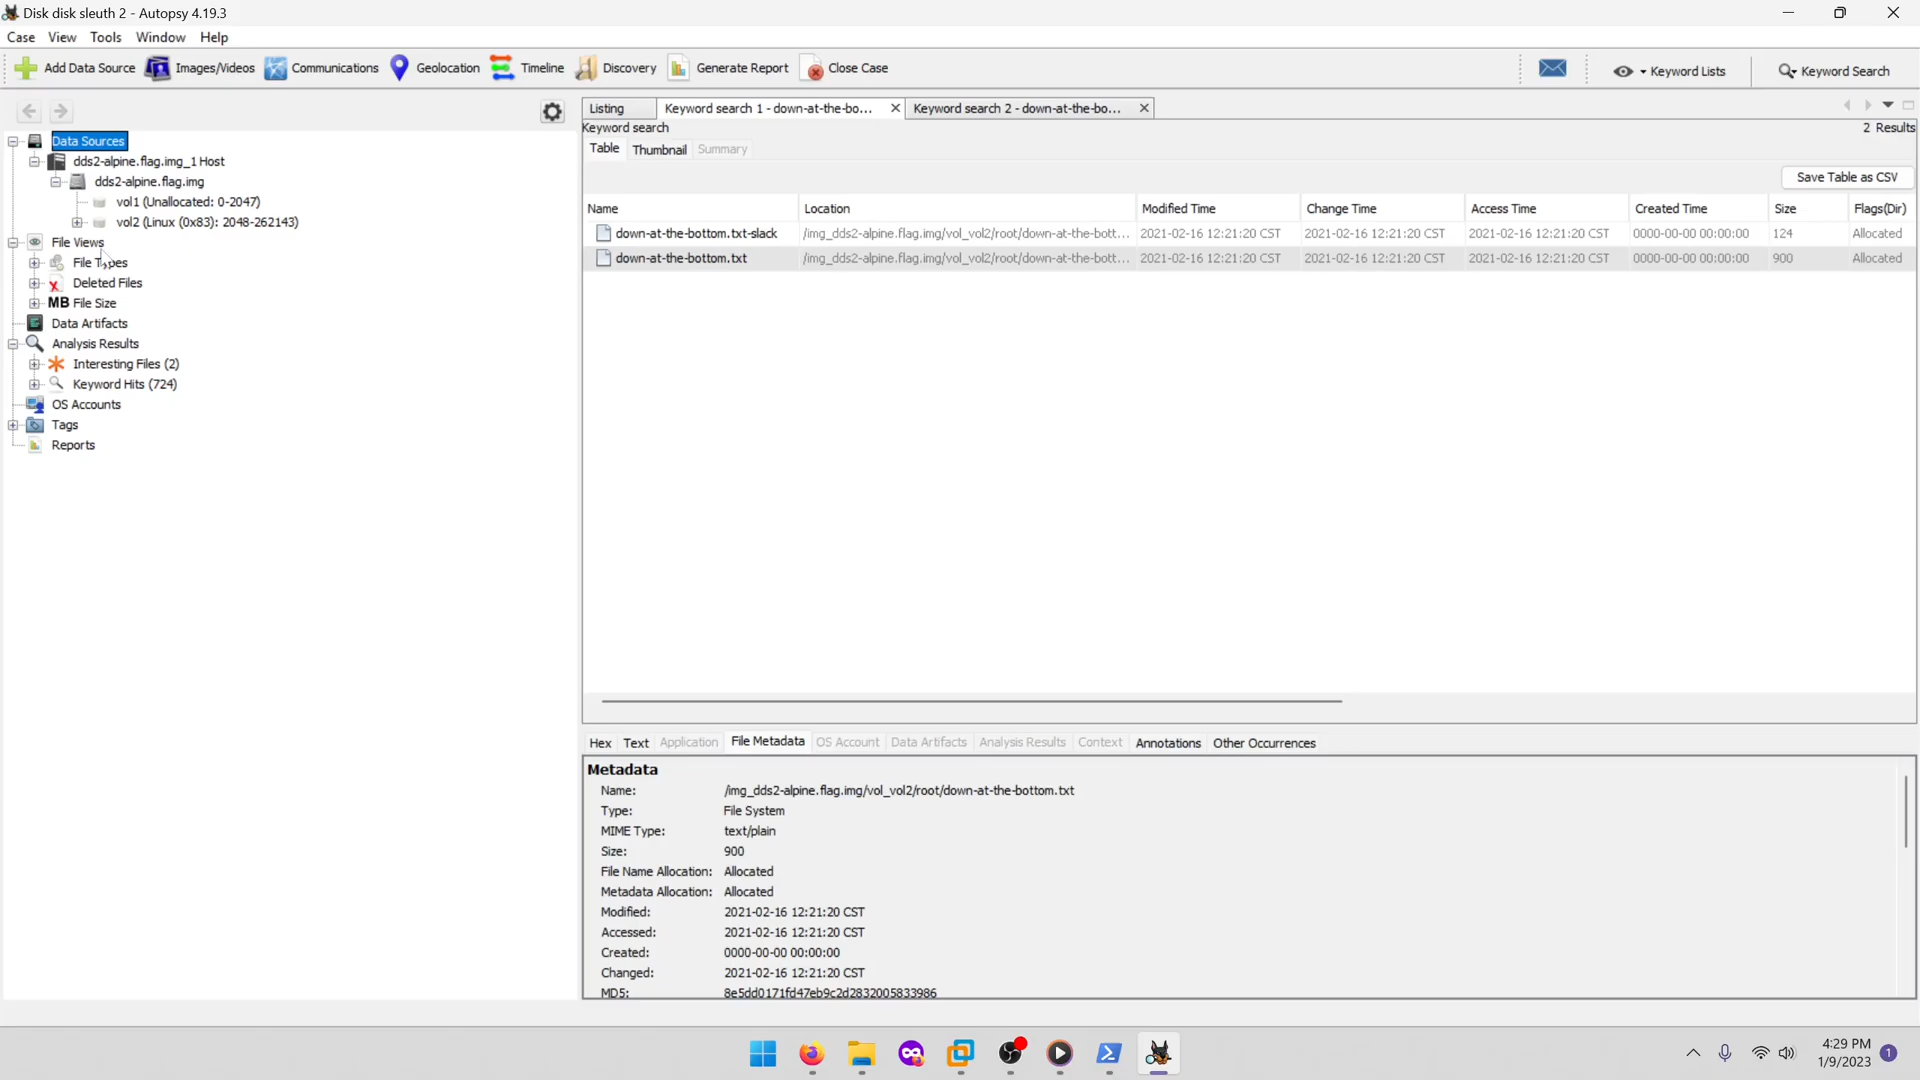 Disk disk sleuth 2 - Autopsy 4.19.3
Case View Tools Window Help
Add Data Source Images/Videos Communications Geolocation Timeline Discovery Generate Report Close Case Keyword Lists Keyword Search
Listing Keyword search 1 - down-at-the-bo... Keyword search 2 - down-at-the-bo...
Keyword search 2 Results
Table Thumbnail Summary
Save Table as CSV
Name Location Modified Time Change Time Access Time Created Time Size Flags(Dir)
down-at-the-bottom.txt-slack /img_dds2-alpine.flag.img/vol_vol2/root/down-at-the-bott... 2021-02-16 12:21:20 CST 2021-02-16 12:21:20 CST 2021-02-16 12:21:20 CST 0000-00-00 00:00:00 124 Allocated
down-at-the-bottom.txt /img_dds2-alpine.flag.img/vol_vol2/root/down-at-the-bott... 2021-02-16 12:21:20 CST 2021-02-16 12:21:20 CST 2021-02-16 12:21:20 CST 0000-00-00 00:00:00 900 Allocated
Data Sources
dds2-alpine.flag.img_1 Host
dds2-alpine.flag.img
vol1 (Unallocated: 0-2047)
vol2 (Linux (0x83): 2048-262143)
File Views
File Types
Deleted Files
MB File Size
Data Artifacts
Analysis Results
Interesting Files (2)
Keyword Hits (724)
OS Accounts
Tags
Reports
Hex Text Application File Metadata OS Account Data Artifacts Analysis Results Context Annotations Other Occurrences
Metadata
Name: /img_dds2-alpine.flag.img/vol_vol2/root/down-at-the-bottom.txt
Type: File System
MIME Type: text/plain
Size: 900
File Name Allocation: Allocated
Metadata Allocation: Allocated
Modified: 2021-02-16 12:21:20 CST
Accessed: 2021-02-16 12:21:20 CST
Created: 0000-00-00 00:00:00
Changed: 2021-02-16 12:21:20 CST
MD5: 8e5dd0171fd47eb9c2d2832005833986
4:29 PM
1/9/2023
1